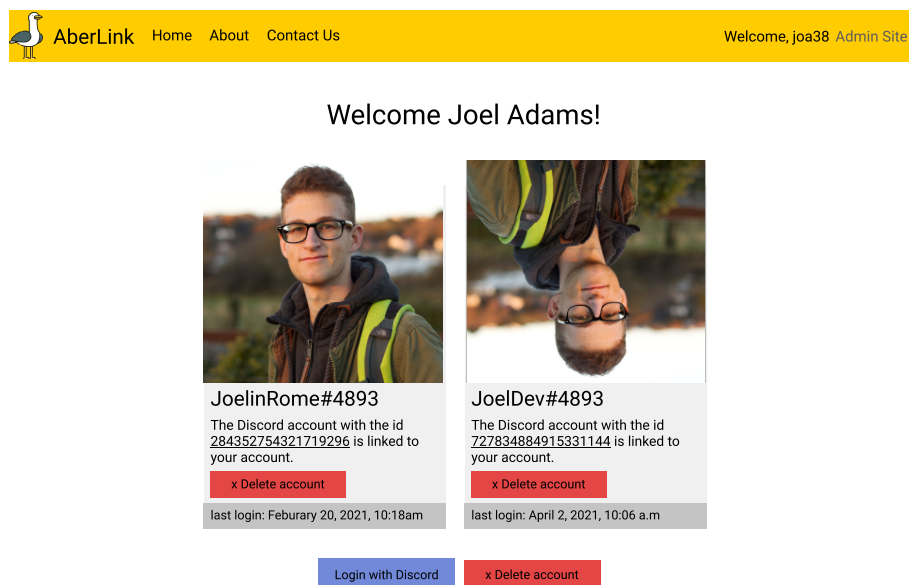 AberLink Home About Contact Us Welcome, joa38 Admin Site
Welcome Joel Adams!
JoelinRome#4893
The Discord account with the id
284352754321719296 is linked to
your account.
x Delete account
last login: Feburary 20, 2021, 10:18am
JoelDev#4893
The Discord account with the id
727834884915331144 is linked to
your account.
x Delete account
last login: April 2, 2021, 10:06 a.m
Login with Discord
x Delete account